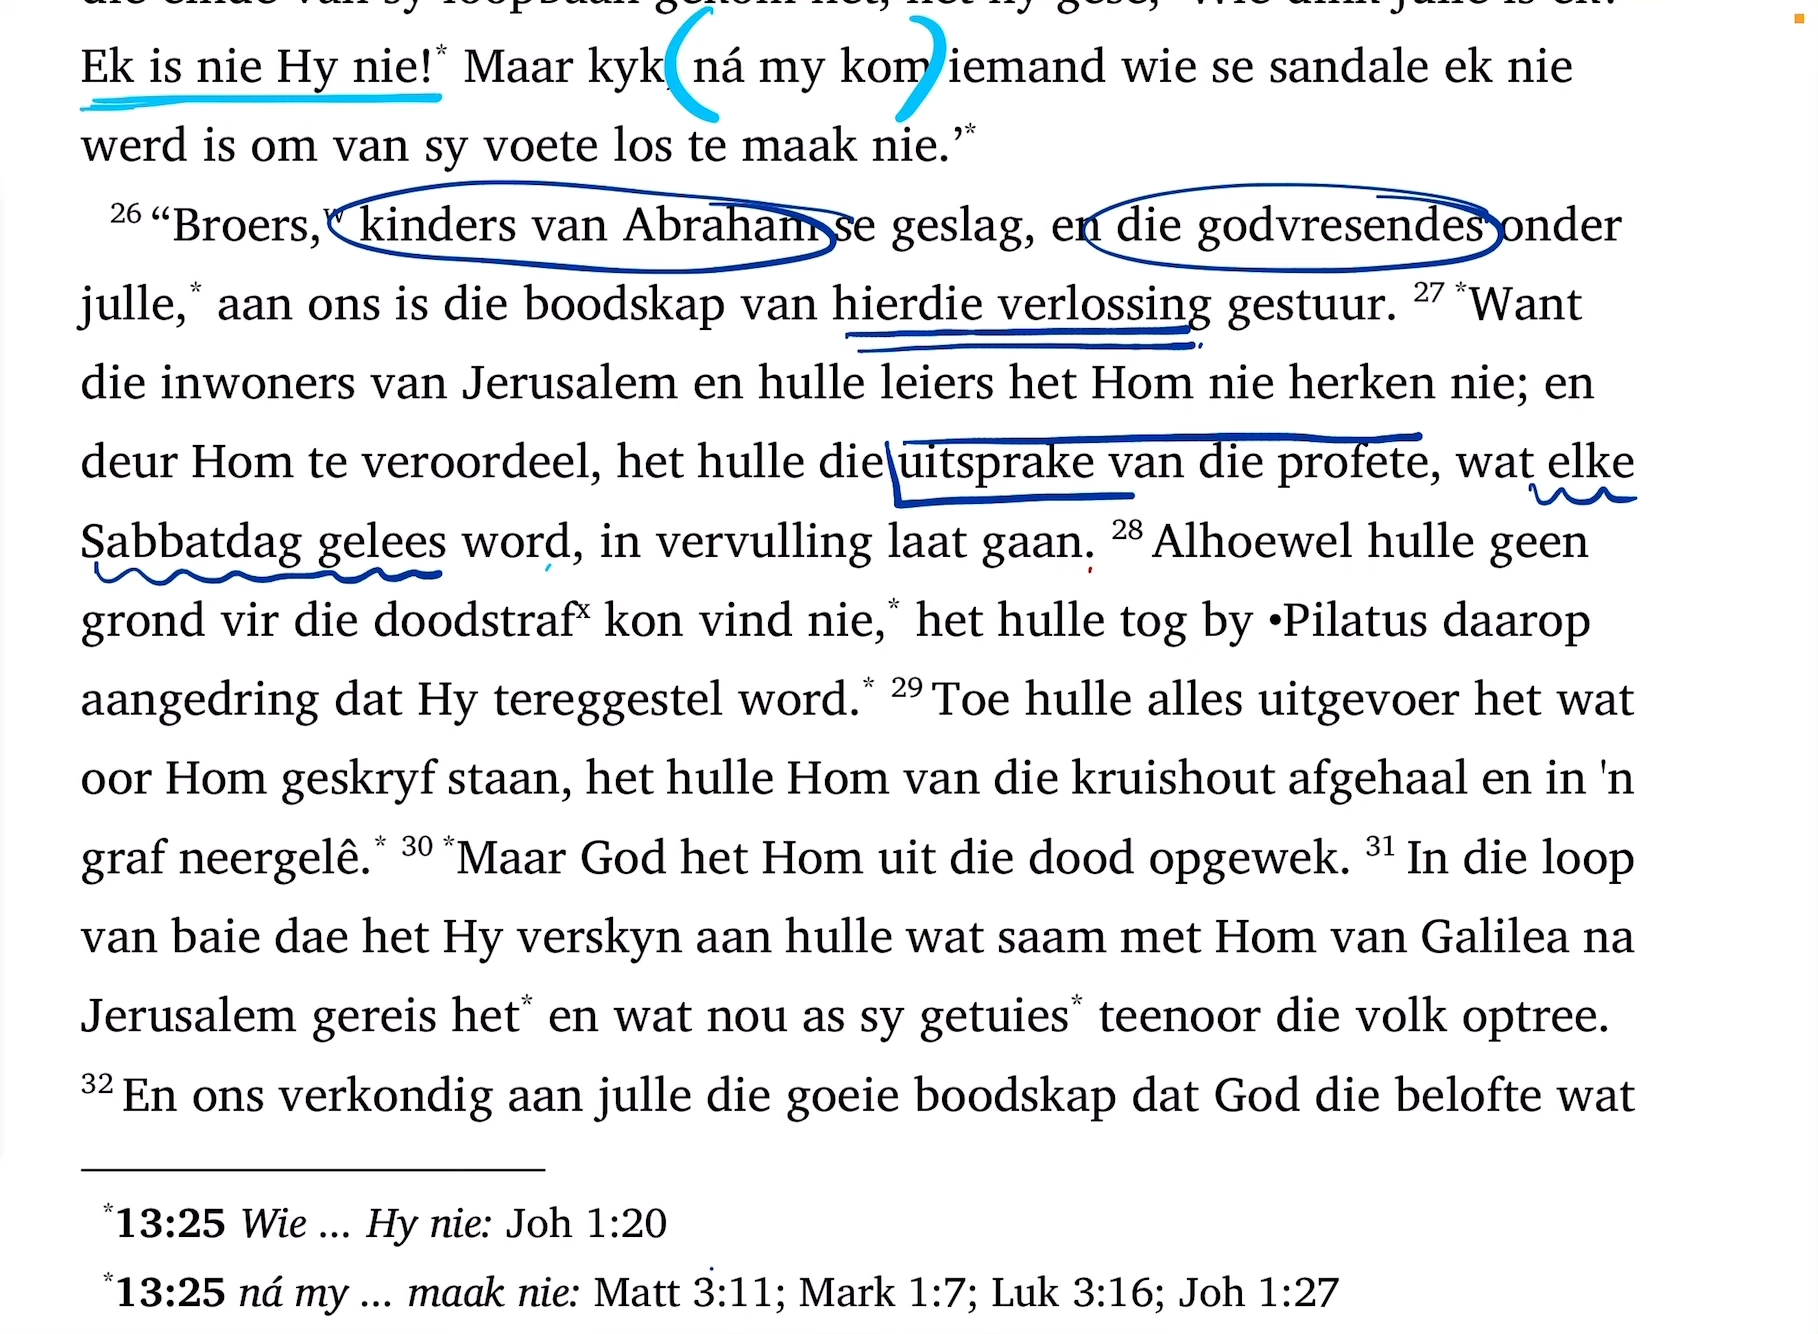 Ek is nie Hy nie!* Maar kyk, ná my kom iemand wie se sandale ek nie
werd is om van sy voete los te maak nie.’*
26 “Broers,w kinders van Abraham se geslag, en die godvresendes onder
julle,* aan ons is die boodskap van hierdie verlossing gestuur. 27 *Want
die inwoners van Jerusalem en hulle leiers het Hom nie herken nie; en
deur Hom te veroordeel, het hulle die uitsprake van die profete, wat elke
Sabbatdag gelees word, in vervulling laat gaan. 28 Alhoewel hulle geen
grond vir die doodstrafx kon vind nie,* het hulle tog by •Pilatus daarop
aangedring dat Hy tereggestel word.* 29 Toe hulle alles uitgevoer het wat
oor Hom geskryf staan, het hulle Hom van die kruishout afgehaal en in 'n
graf neergelê.* 30 *Maar God het Hom uit die dood opgewek. 31 In die loop
van baie dae het Hy verskyn aan hulle wat saam met Hom van Galilea na
Jerusalem gereis het* en wat nou as sy getuies* teenoor die volk optree.
32 En ons verkondig aan julle die goeie boodskap dat God die belofte wat
*13:25 Wie ... Hy nie: Joh 1:20
*13:25 ná my ... maak nie: Matt 3:11; Mark 1:7; Luk 3:16; Joh 1:27